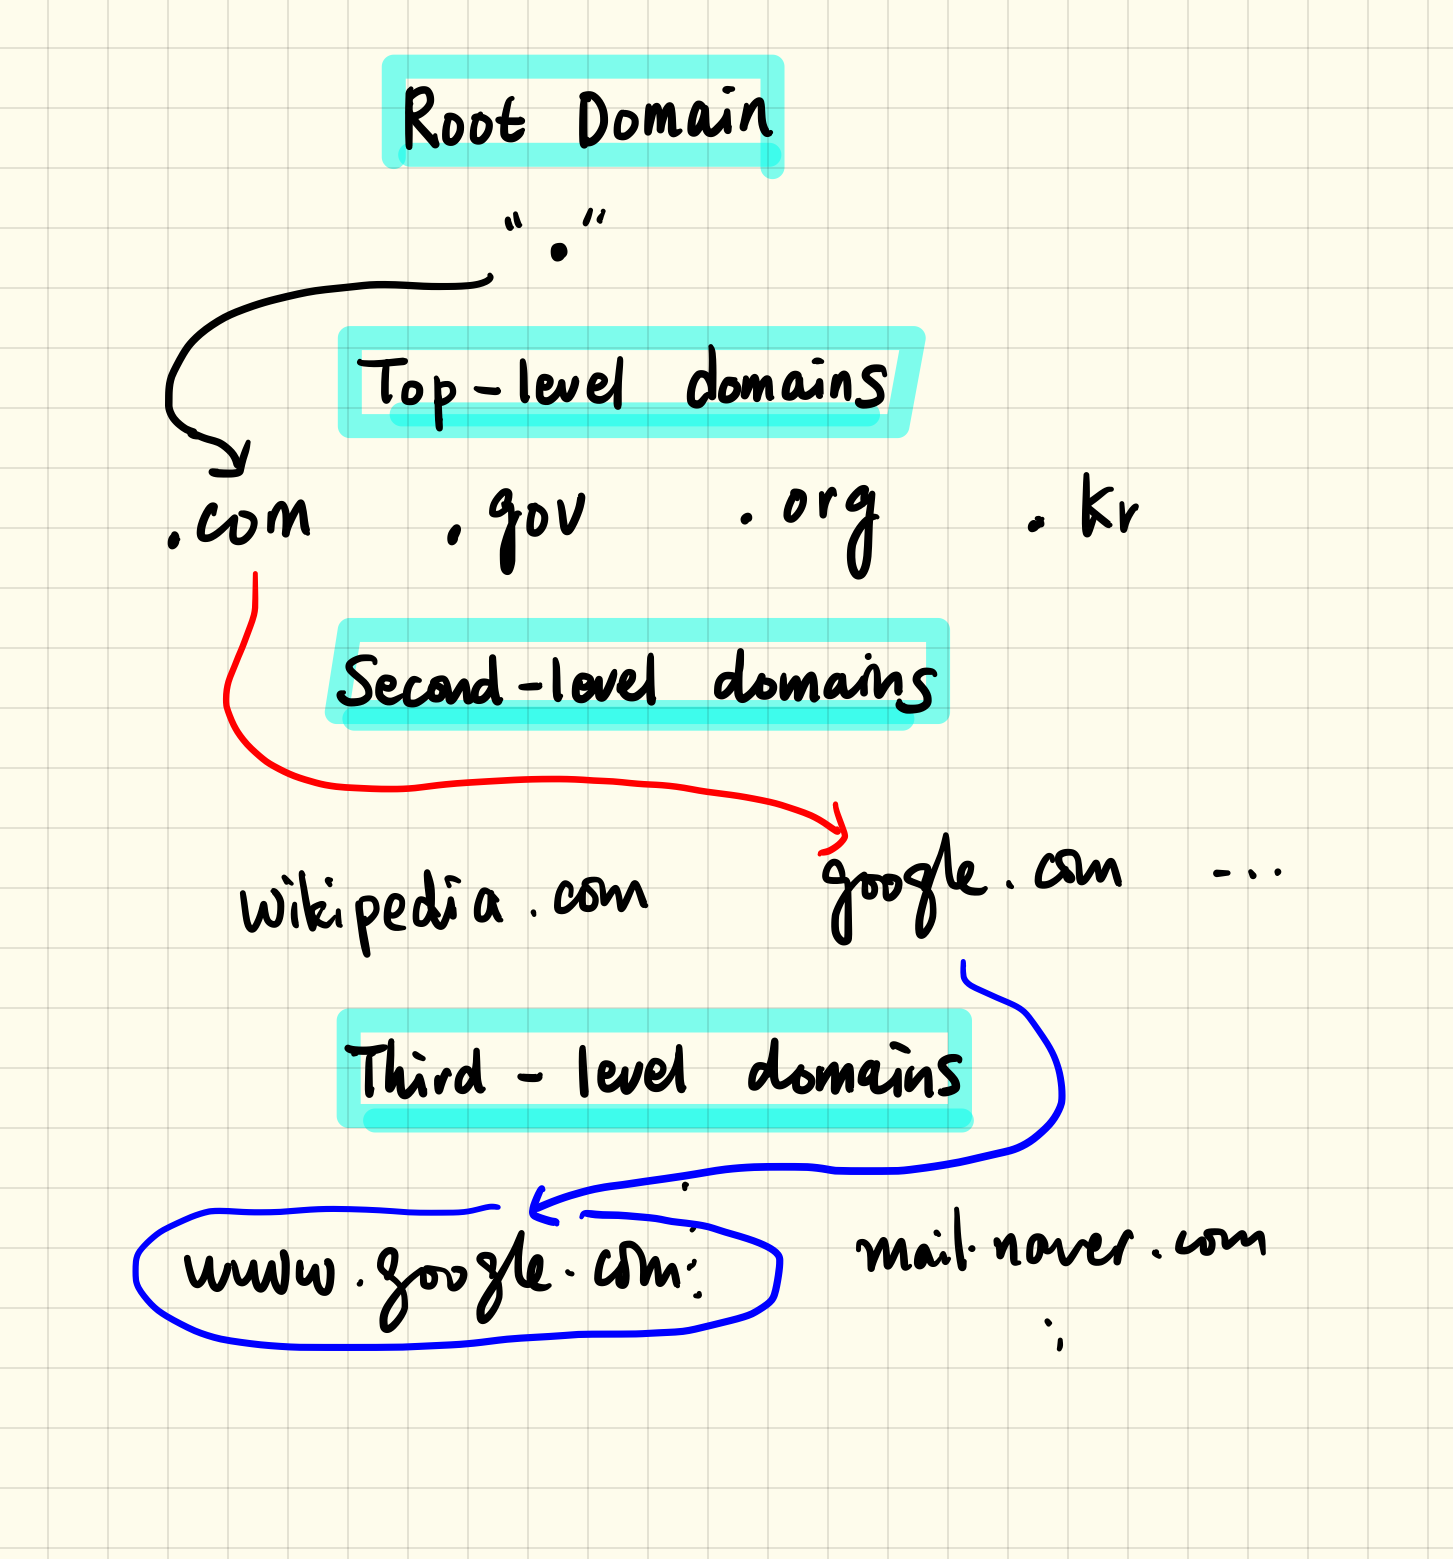 Root Domain
"."
Top-level domains
.com .gov .org .kr
Second-level domains
wikipedia.com google.com ...
Third-level domains
www.google.com mail.naver.com